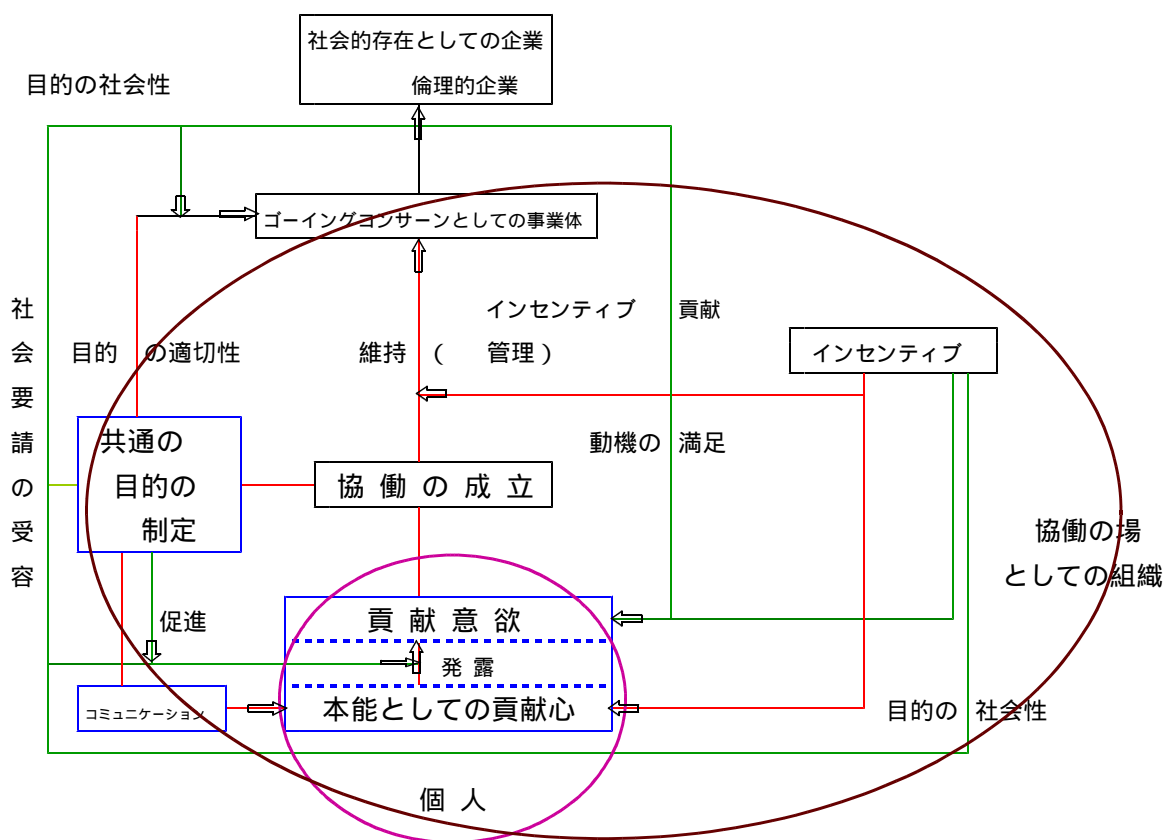 社会的存在としての企業
倫理的企業
目的の社会性
ゴーイングコンサーンとしての事業体
社会要請の受容
インセンティブ 貢献
目的 の適切性
維持 ( 管理)
インセンティブ
共通の
目的の
制定
動機の 満足
協働の成立
協働の場
としての組織
促進
貢献意欲
発露
本能としての貢献心
コミュニケーション
目的の 社会性
個人